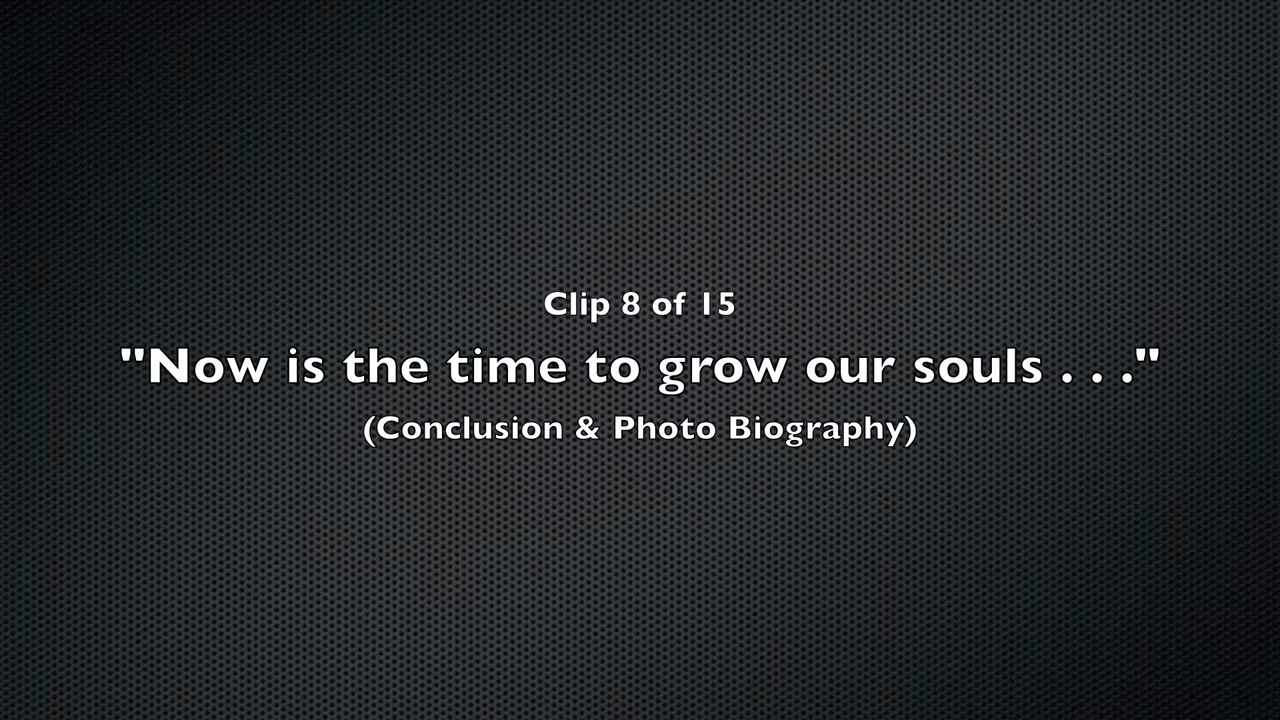 Clip 8 of 15
"Now is the time to grow our souls . . ."
(Conclusion & Photo Biography)